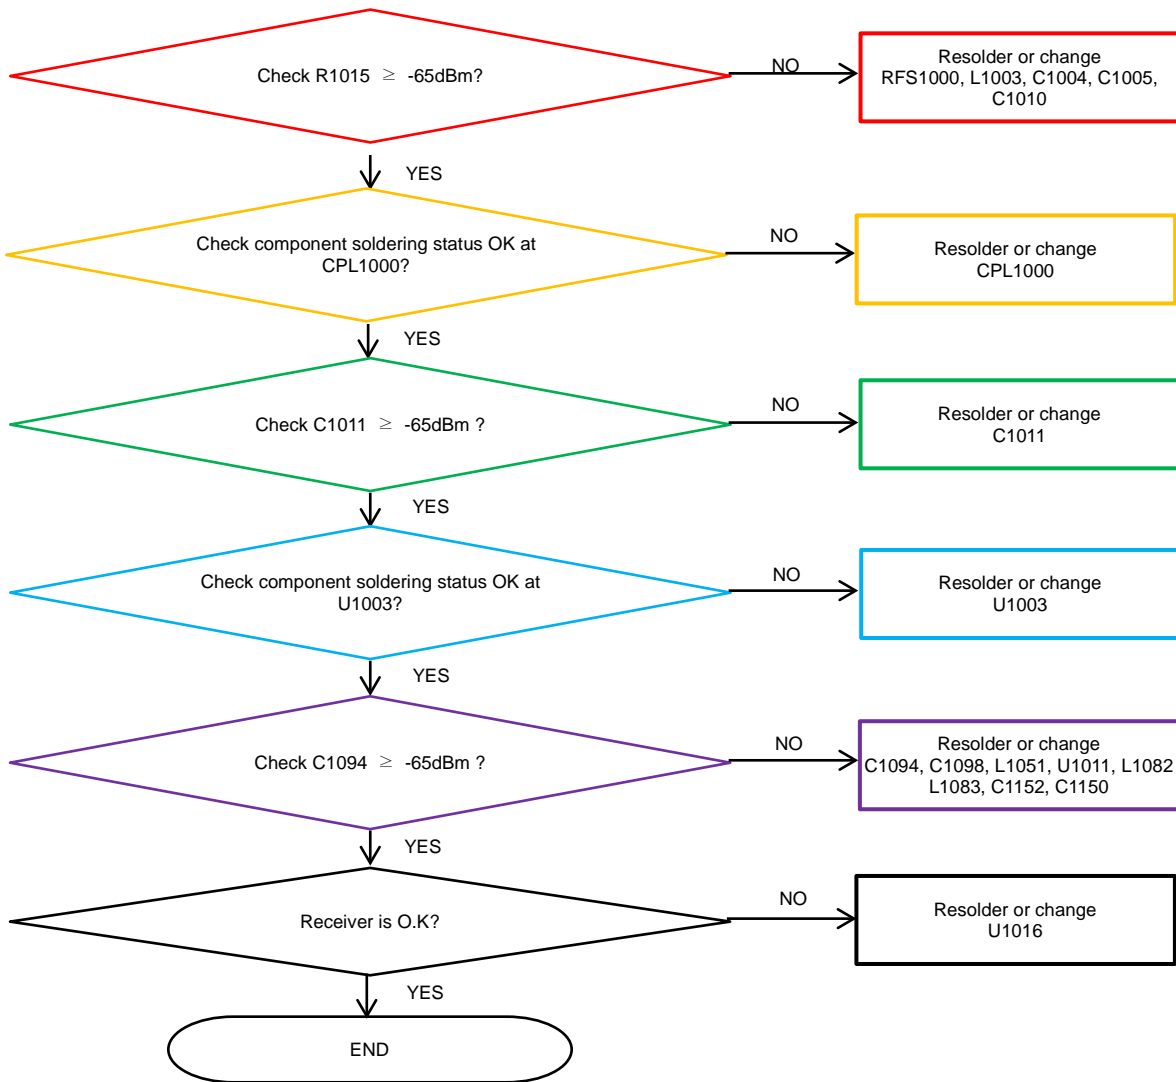 Check R1015 ≥ -65dBm?
NO
Resolder or change
RFS1000, L1003, C1004, C1005,
C1010
YES
Check component soldering status OK at
CPL1000?
NO
Resolder or change
CPL1000
YES
Check C1011 ≥ -65dBm ?
NO
Resolder or change
C1011
YES
Check component soldering status OK at
U1003?
NO
Resolder or change
U1003
YES
Check C1094 ≥ -65dBm ?
NO
Resolder or change
C1094, C1098, L1051, U1011, L1082
L1083, C1152, C1150
YES
Receiver is O.K?
NO
Resolder or change
U1016
YES
END